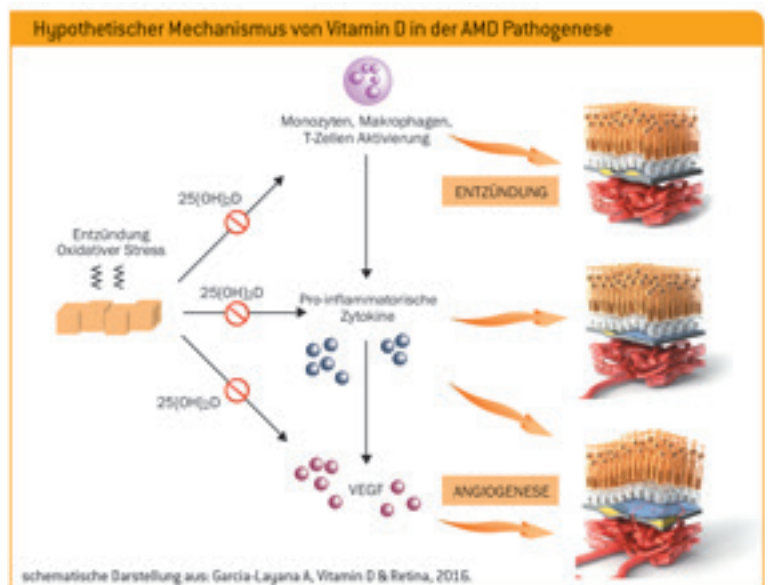 Hypothetischer Mechanismus von Vitamin D in der AMD Pathogenese
Monozyten, Makrophagen,
T-Zellen Aktivierung
25(OH)₂D
ENTZÜNDUNG
Entzündung
Oxidativer Stress
25(OH)₂D
Pro-inflammatorische
Zytokine
25(OH)₂D
VEGF
ANGIOGENESE
schematische Darstellung aus: Garcia-Layana A, Vitamin D & Retina, 2016.